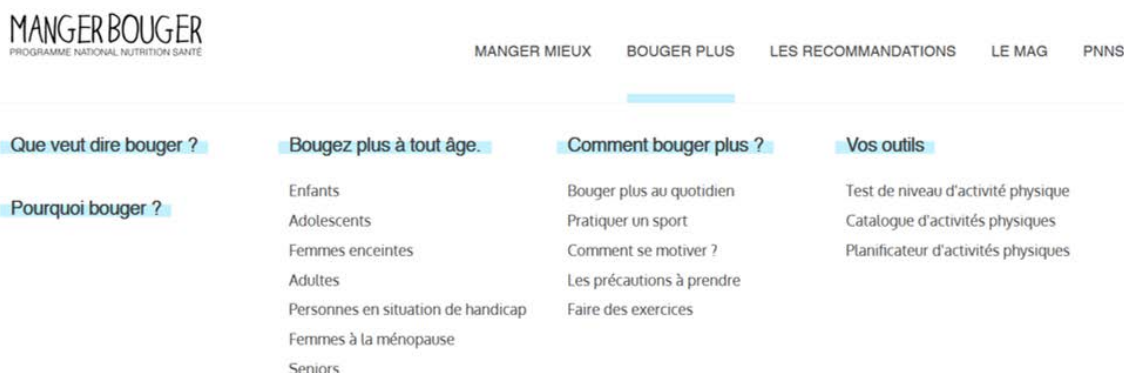 MANGERBOUGER
PROGRAMME NATIONAL NUTRITION SANTÉ
MANGER MIEUX BOUGER PLUS LES RECOMMANDATIONS LE MAG PNNS
Que veut dire bouger ?
Pourquoi bouger ?
Bougez plus à tout âge.
Enfants
Adolescents
Femmes enceintes
Adultes
Personnes en situation de handicap
Femmes à la ménopause
Seniors
Comment bouger plus ?
Bouger plus au quotidien
Pratiquer un sport
Comment se motiver ?
Les précautions à prendre
Faire des exercices
Vos outils
Test de niveau d'activité physique
Catalogue d'activités physiques
Planificateur d'activités physiques